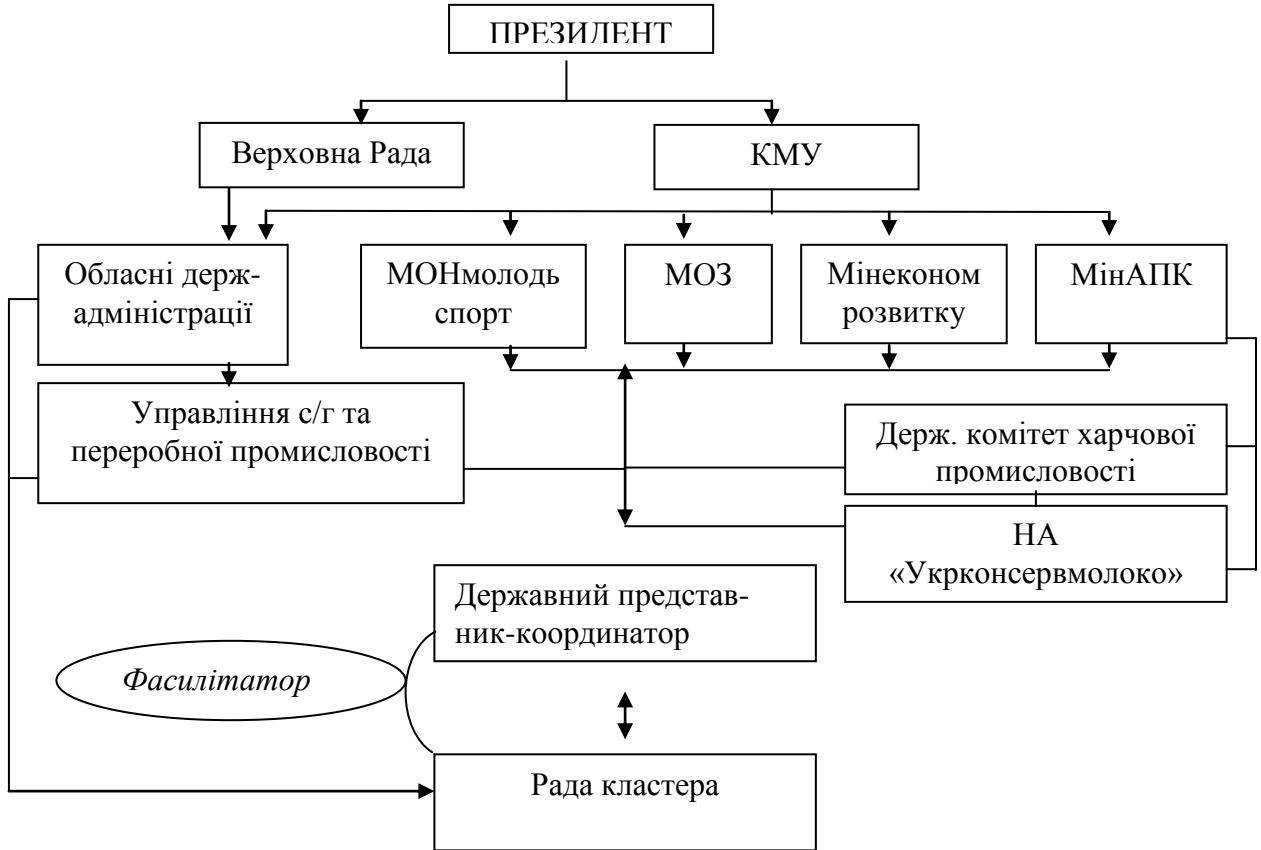 ПРЕЗИДЕНТ
Верховна Рада
КМУ
Обласні держ-
адміністрації
МОНмолодь
спорт
МОЗ
Мінеконом
розвитку
МінАПК
Управління с/г та
переробної промисловості
Держ. комітет харчової
промисловості
НА
«Укрконсервмолоко»
Державний представ-
ник-координатор
Фасилітатор
Рада кластера